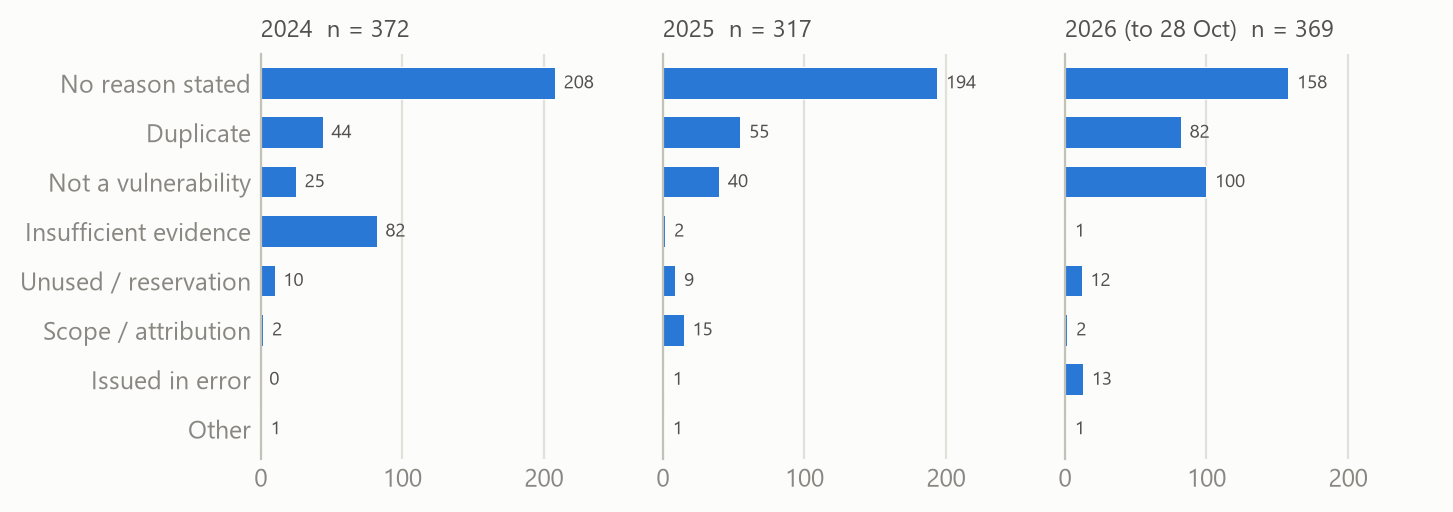 2024  n = 372
2025  n = 317
2026 (to 28 Oct)  n = 369
No reason stated 208 194 158
Duplicate 44 55 82
Not a vulnerability 25 40 100
Insufficient evidence 82 2 1
Unused / reservation 10 9 12
Scope / attribution 2 15 2
Issued in error 0 1 13
Other 1 1 1
0 100 200 0 100 200 0 100 200